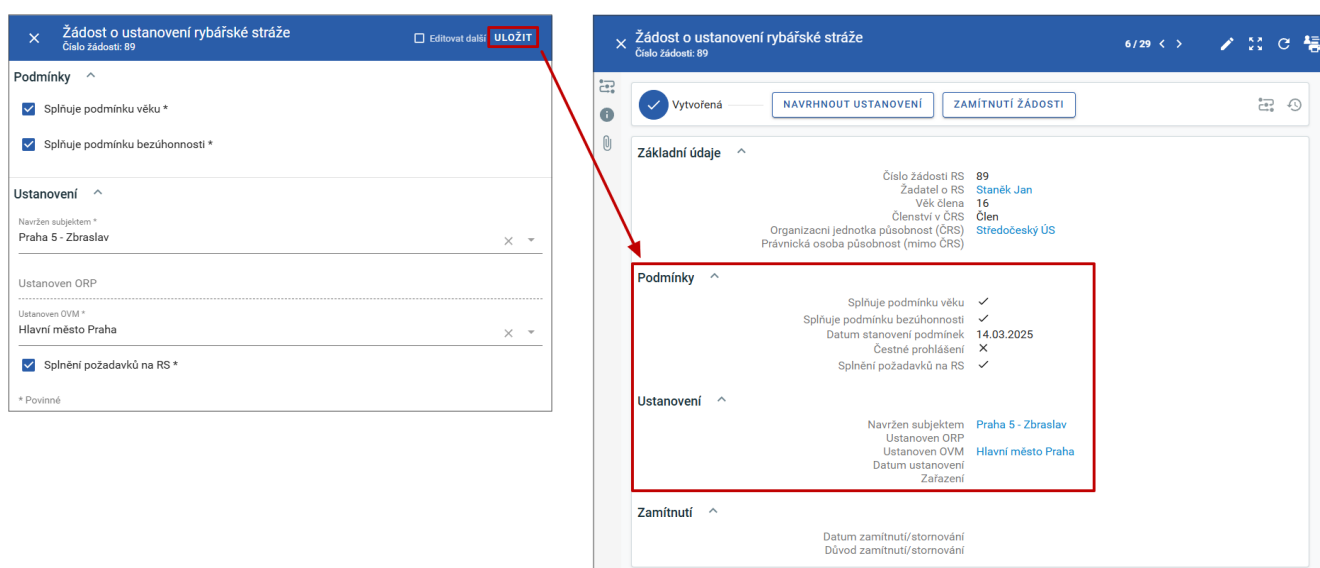 Žádost o ustanovení rybářské stráže
Číslo žádosti: 89
Editovat další ULOŽIT
Podmínky
Splňuje podmínku věku *
Splňuje podmínku bezúhonnosti *
Ustanovení
Navržen subjektem *
Praha 5 - Zbraslav
Ustanoven ORP
Ustanoven OVM *
Hlavní město Praha
Splnění požadavků na RS *
* Povinné
Žádost o ustanovení rybářské stráže
Číslo žádosti: 89
6 / 29
Vytvořená NAVRHNOUT USTANOVENÍ ZAMÍTNUTÍ ŽÁDOSTI
Základní údaje
Číslo žádosti RS 89
Žadatel o RS Staněk Jan
Věk člena 16
Členství v ČRS Člen
Organizacni jednotka působnost (ČRS) Středočeský ÚS
Právnická osoba působnost (mimo ČRS)
Podmínky
Splňuje podmínku věku
Splňuje podmínku bezúhonnosti
Datum stanovení podmínek 14.03.2025
Čestné prohlášení
Splnění požadavků na RS
Ustanovení
Navržen subjektem Praha 5 - Zbraslav
Ustanoven ORP
Ustanoven OVM Hlavní město Praha
Datum ustanovení
Zařazení
Zamítnutí
Datum zamítnutí/stornování
Důvod zamítnutí/stornování